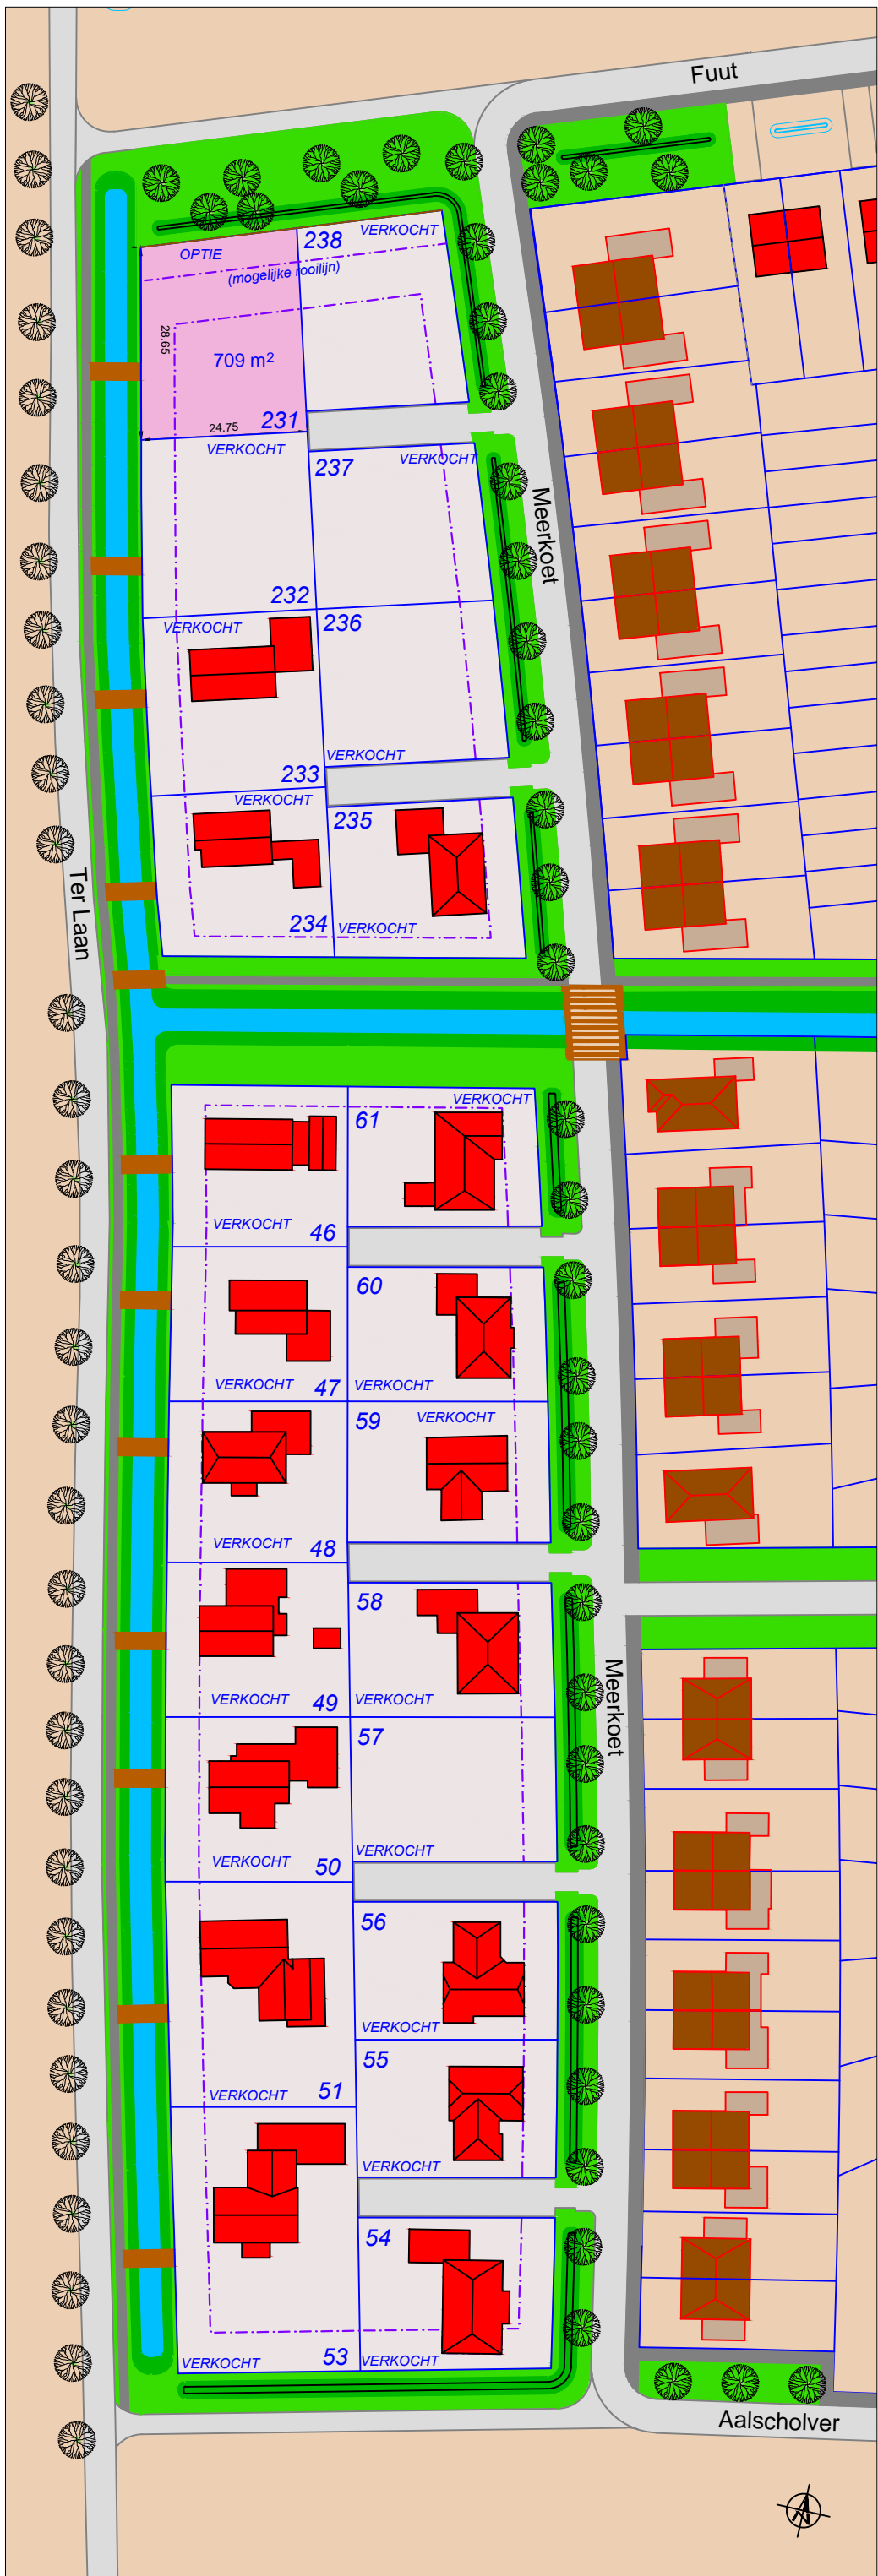 Fuut
238
VERKOCHT
OPTIE
(mogelijke rooilijn)
28.65
709 m²
231
24.75
VERKOCHT
237
VERKOCHT
Meerkoet
232
236
VERKOCHT
VERKOCHT
233
VERKOCHT
235
Ter Laan
234
VERKOCHT
VERKOCHT
61
VERKOCHT
46
60
VERKOCHT
47
VERKOCHT
59
VERKOCHT
VERKOCHT
48
58
Meerkoet
VERKOCHT
49
VERKOCHT
57
VERKOCHT
VERKOCHT
50
56
VERKOCHT
55
VERKOCHT
51
VERKOCHT
54
VERKOCHT
53
VERKOCHT
Aalscholver
N